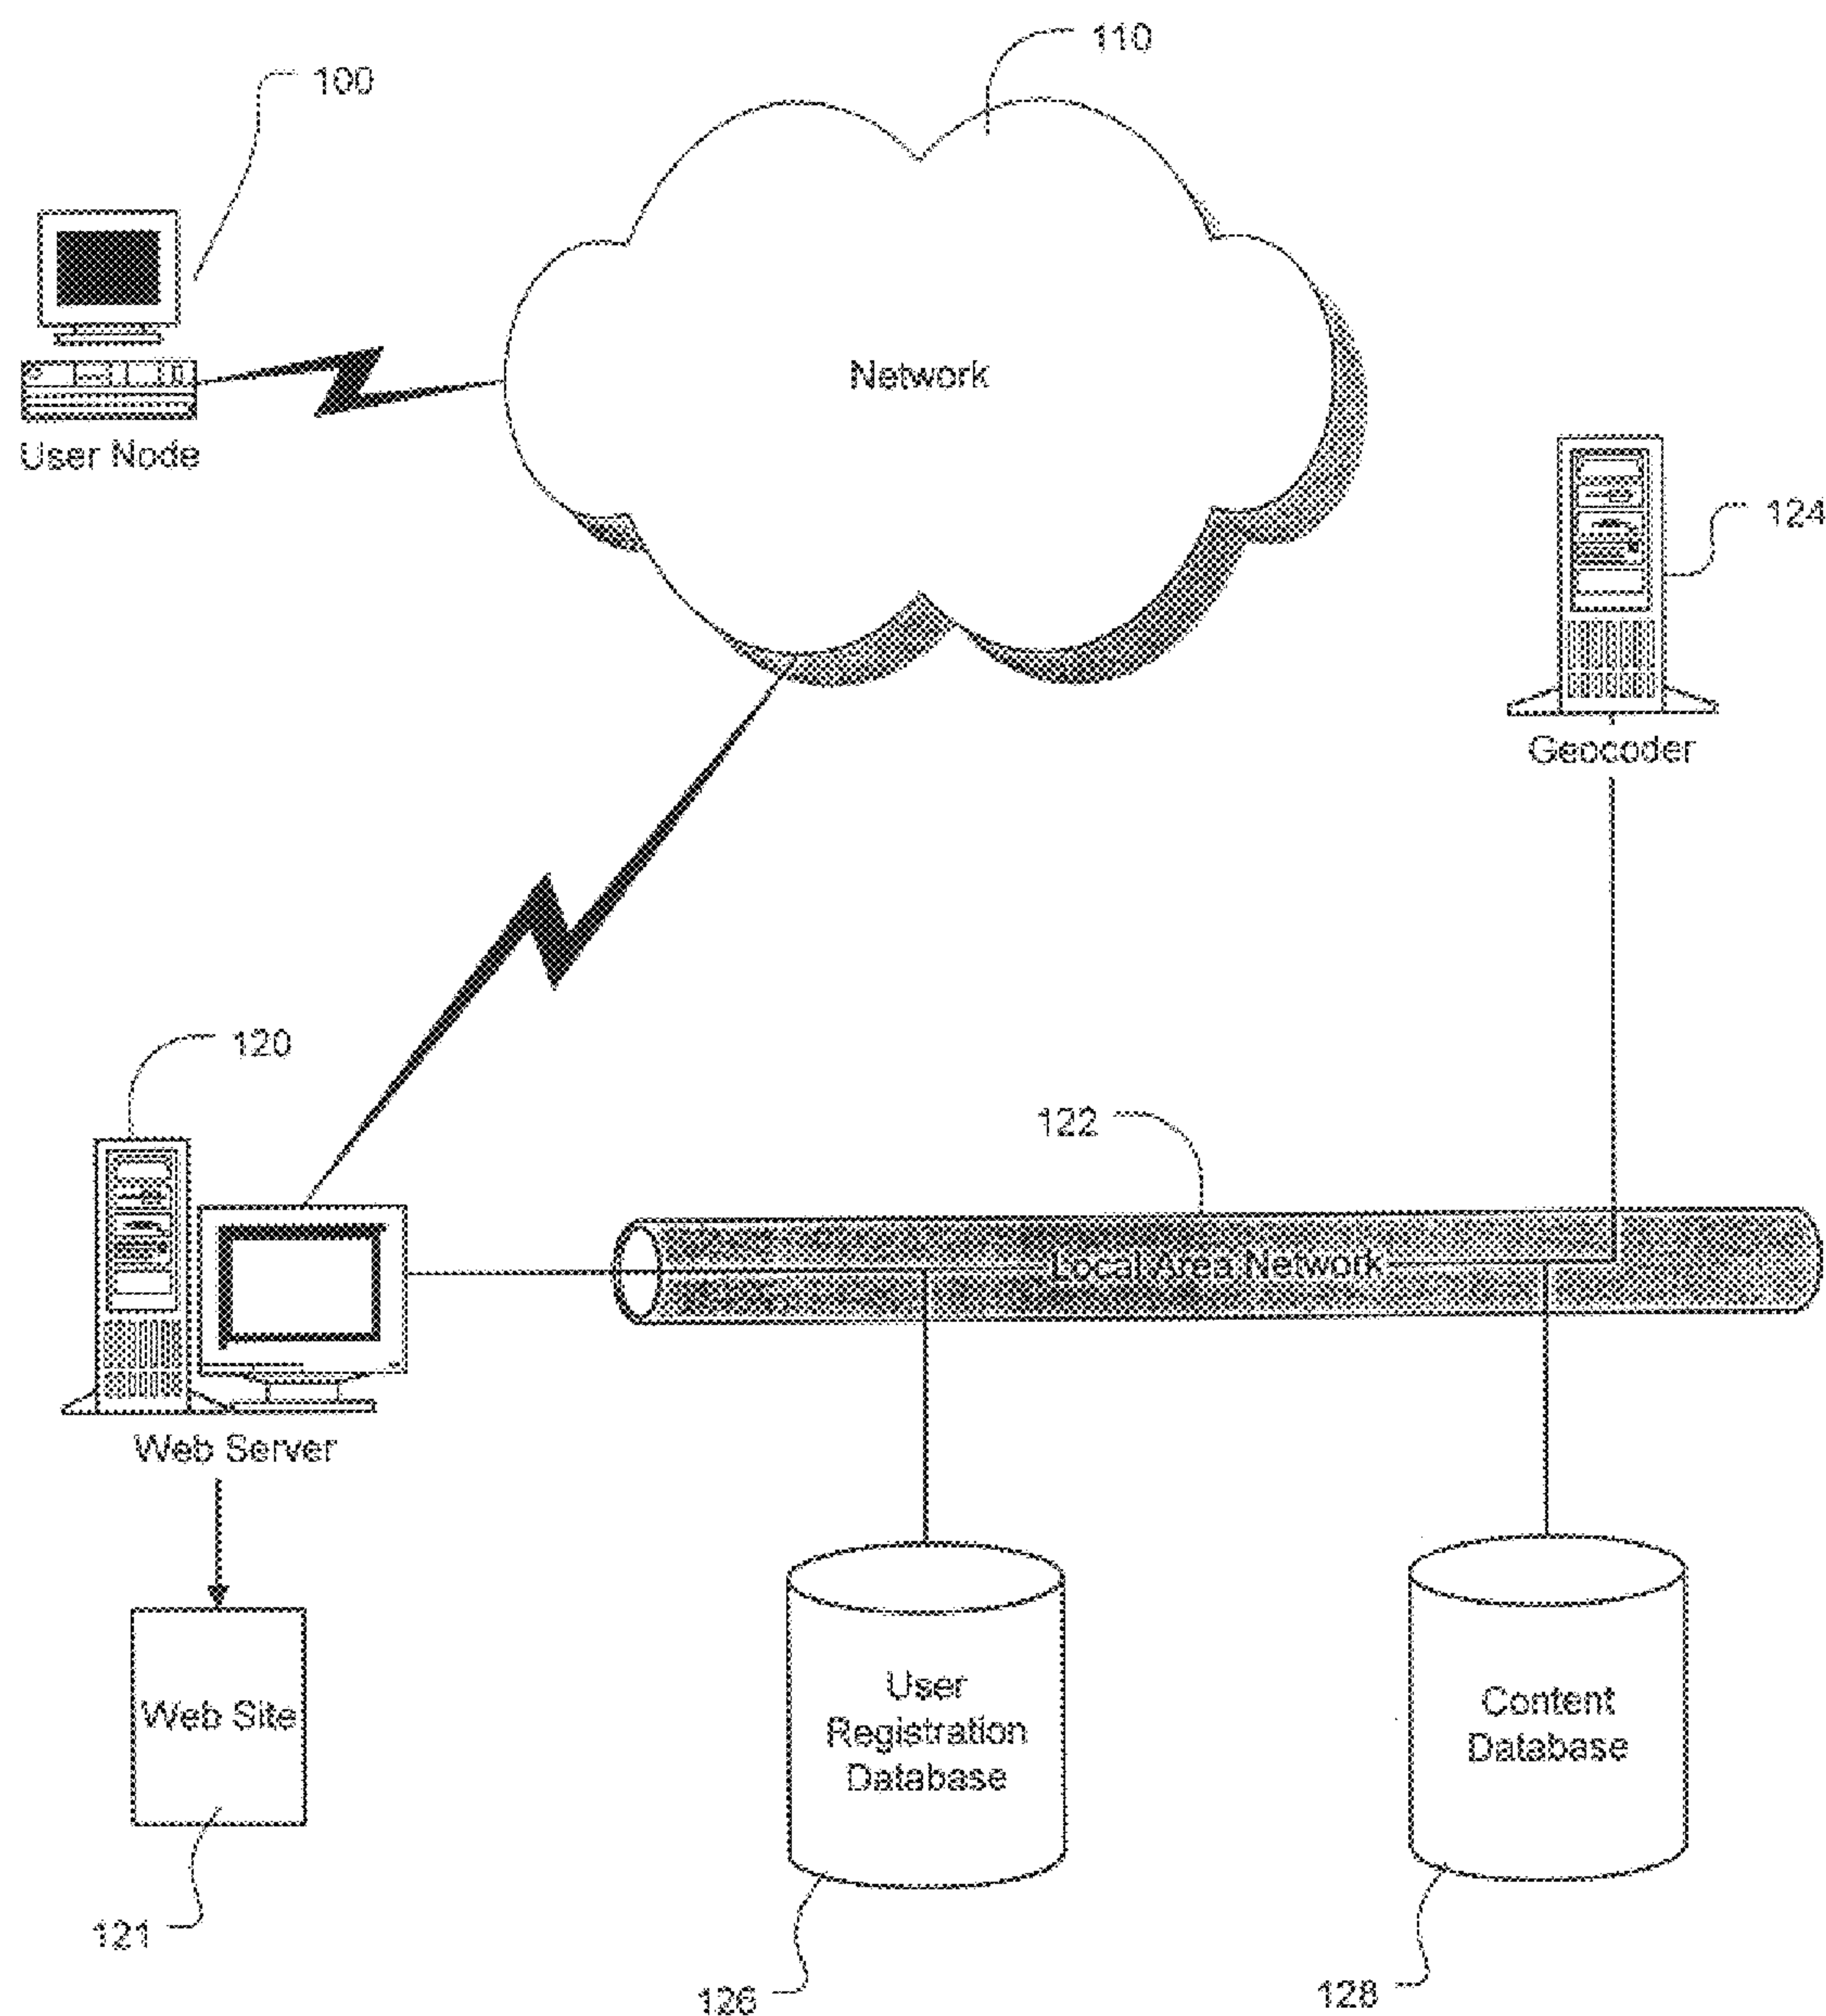 110
100
Network
User Node
124
Geocoder
120
122
Local Area Network
Web Server
Web Site
User
Registration
Database
Content
Database
121
126
128